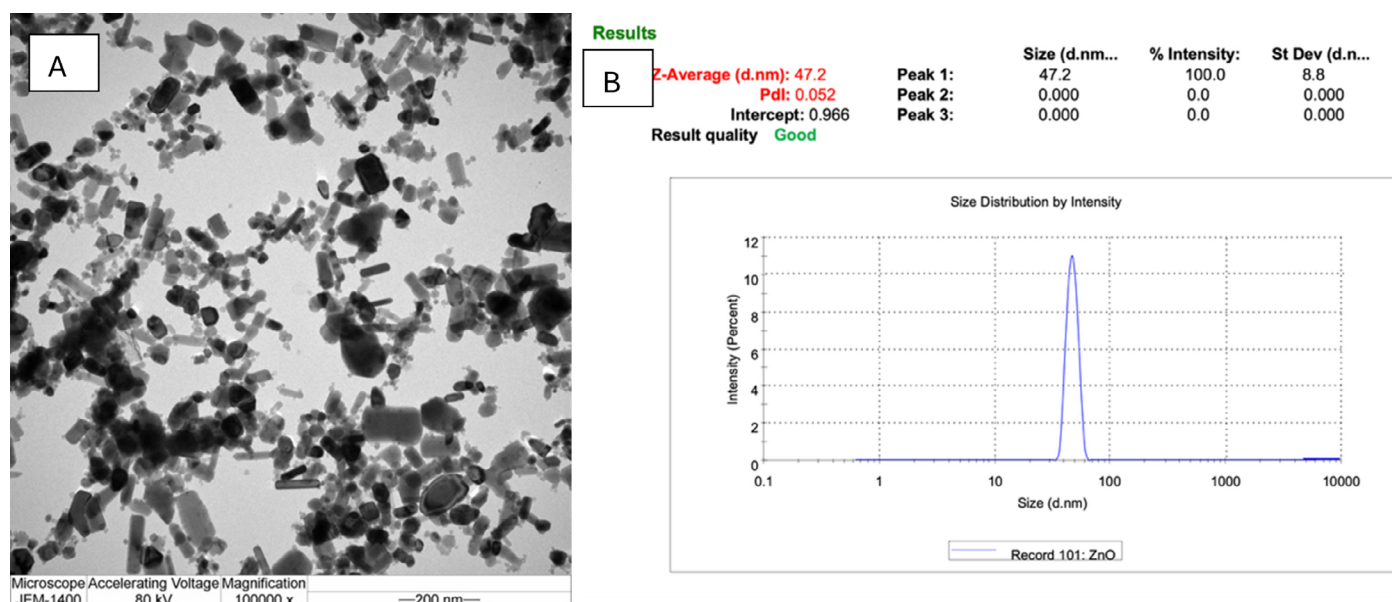 A
Microscope Accelerating Voltage Magnification
JEM-1400 80 kV 100000 x 200 nm
Results
B
Size (d.nm... % Intensity: St Dev (d.n...
Z-Average (d.nm): 47.2 Peak 1: 47.2 100.0 8.8
PdI: 0.052 Peak 2: 0.000 0.0 0.000
Intercept: 0.966 Peak 3: 0.000 0.0 0.000
Result quality Good
Size Distribution by Intensity
Intensity (Percent)
12
10
8
6
4
2
0
0.1 1 10 100 1000 10000
Size (d.nm)
Record 101: ZnO